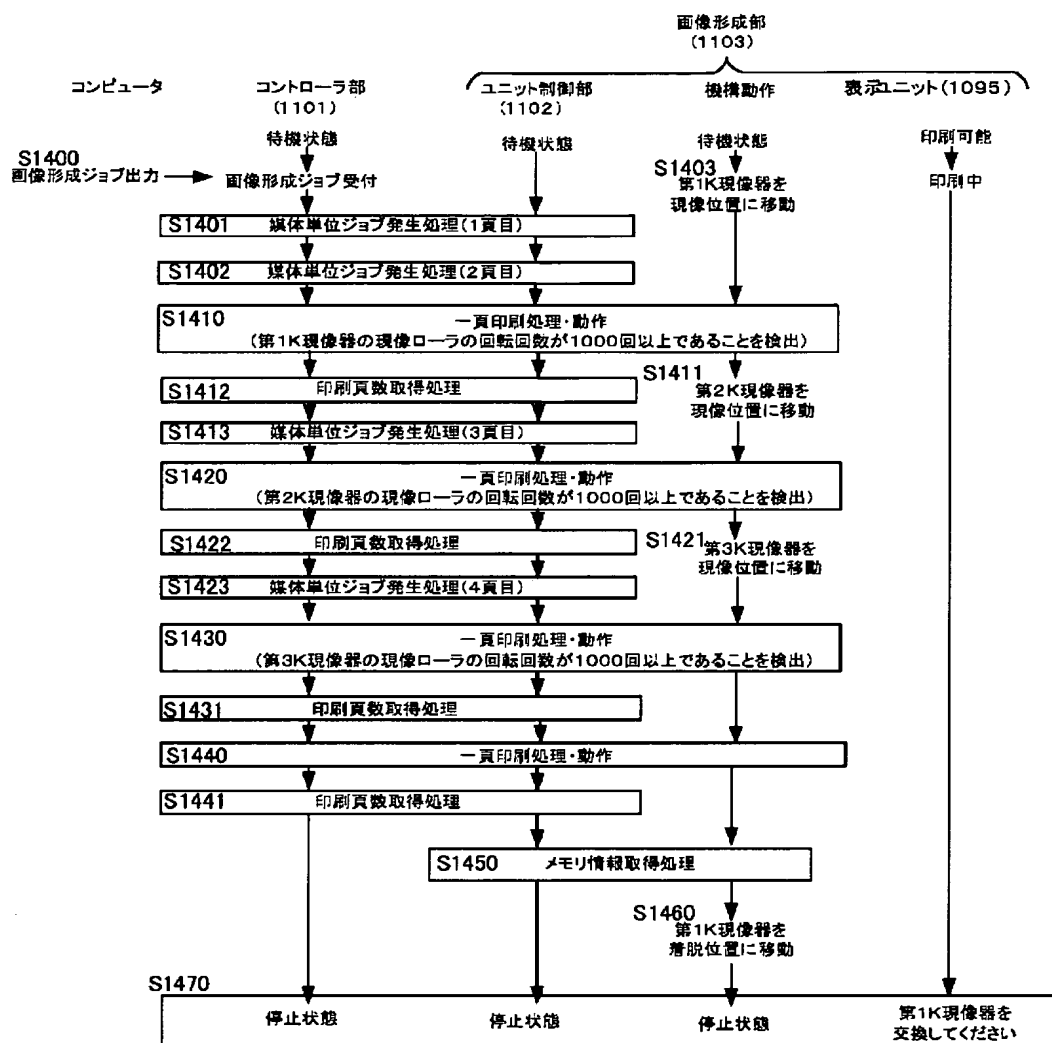 画像形成部
(1103)
コンピュータ
コントローラ部
(1101)
ユニット制御部
(1102)
機構動作
表示ユニット(1095)
待機状態
待機状態
待機状態
印刷可能
S1400
画像形成ジョブ出力
画像形成ジョブ受付
S1403
第1K現像器を
現像位置に移動
印刷中
S1401 媒体単位ジョブ発生処理(1頁目)
S1402 媒体単位ジョブ発生処理(2頁目)
S1410 一頁印刷処理・動作
(第1K現像器の現像ローラの回転回数が1000回以上であることを検出)
S1411
第2K現像器を
現像位置に移動
S1412 印刷頁数取得処理
S1413 媒体単位ジョブ発生処理(3頁目)
S1420 一頁印刷処理・動作
(第2K現像器の現像ローラの回転回数が1000回以上であることを検出)
S1421
第3K現像器を
現像位置に移動
S1422 印刷頁数取得処理
S1423 媒体単位ジョブ発生処理(4頁目)
S1430 一頁印刷処理・動作
(第3K現像器の現像ローラの回転回数が1000回以上であることを検出)
S1431 印刷頁数取得処理
S1440 一頁印刷処理・動作
S1441 印刷頁数取得処理
S1450 メモリ情報取得処理
S1460
第1K現像器を
着脱位置に移動
S1470
停止状態
停止状態
停止状態
第1K現像器を
交換してください